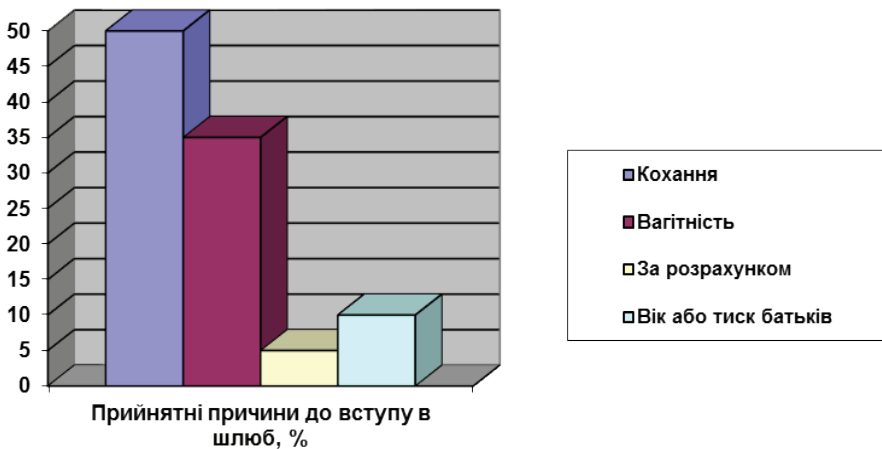 50
45
40
35
30
25
20
15
10
5
0
Прийнятні причини до вступу в
шлюб, %
Кохання
Вагітність
За розрахунком
Вік або тиск батьків